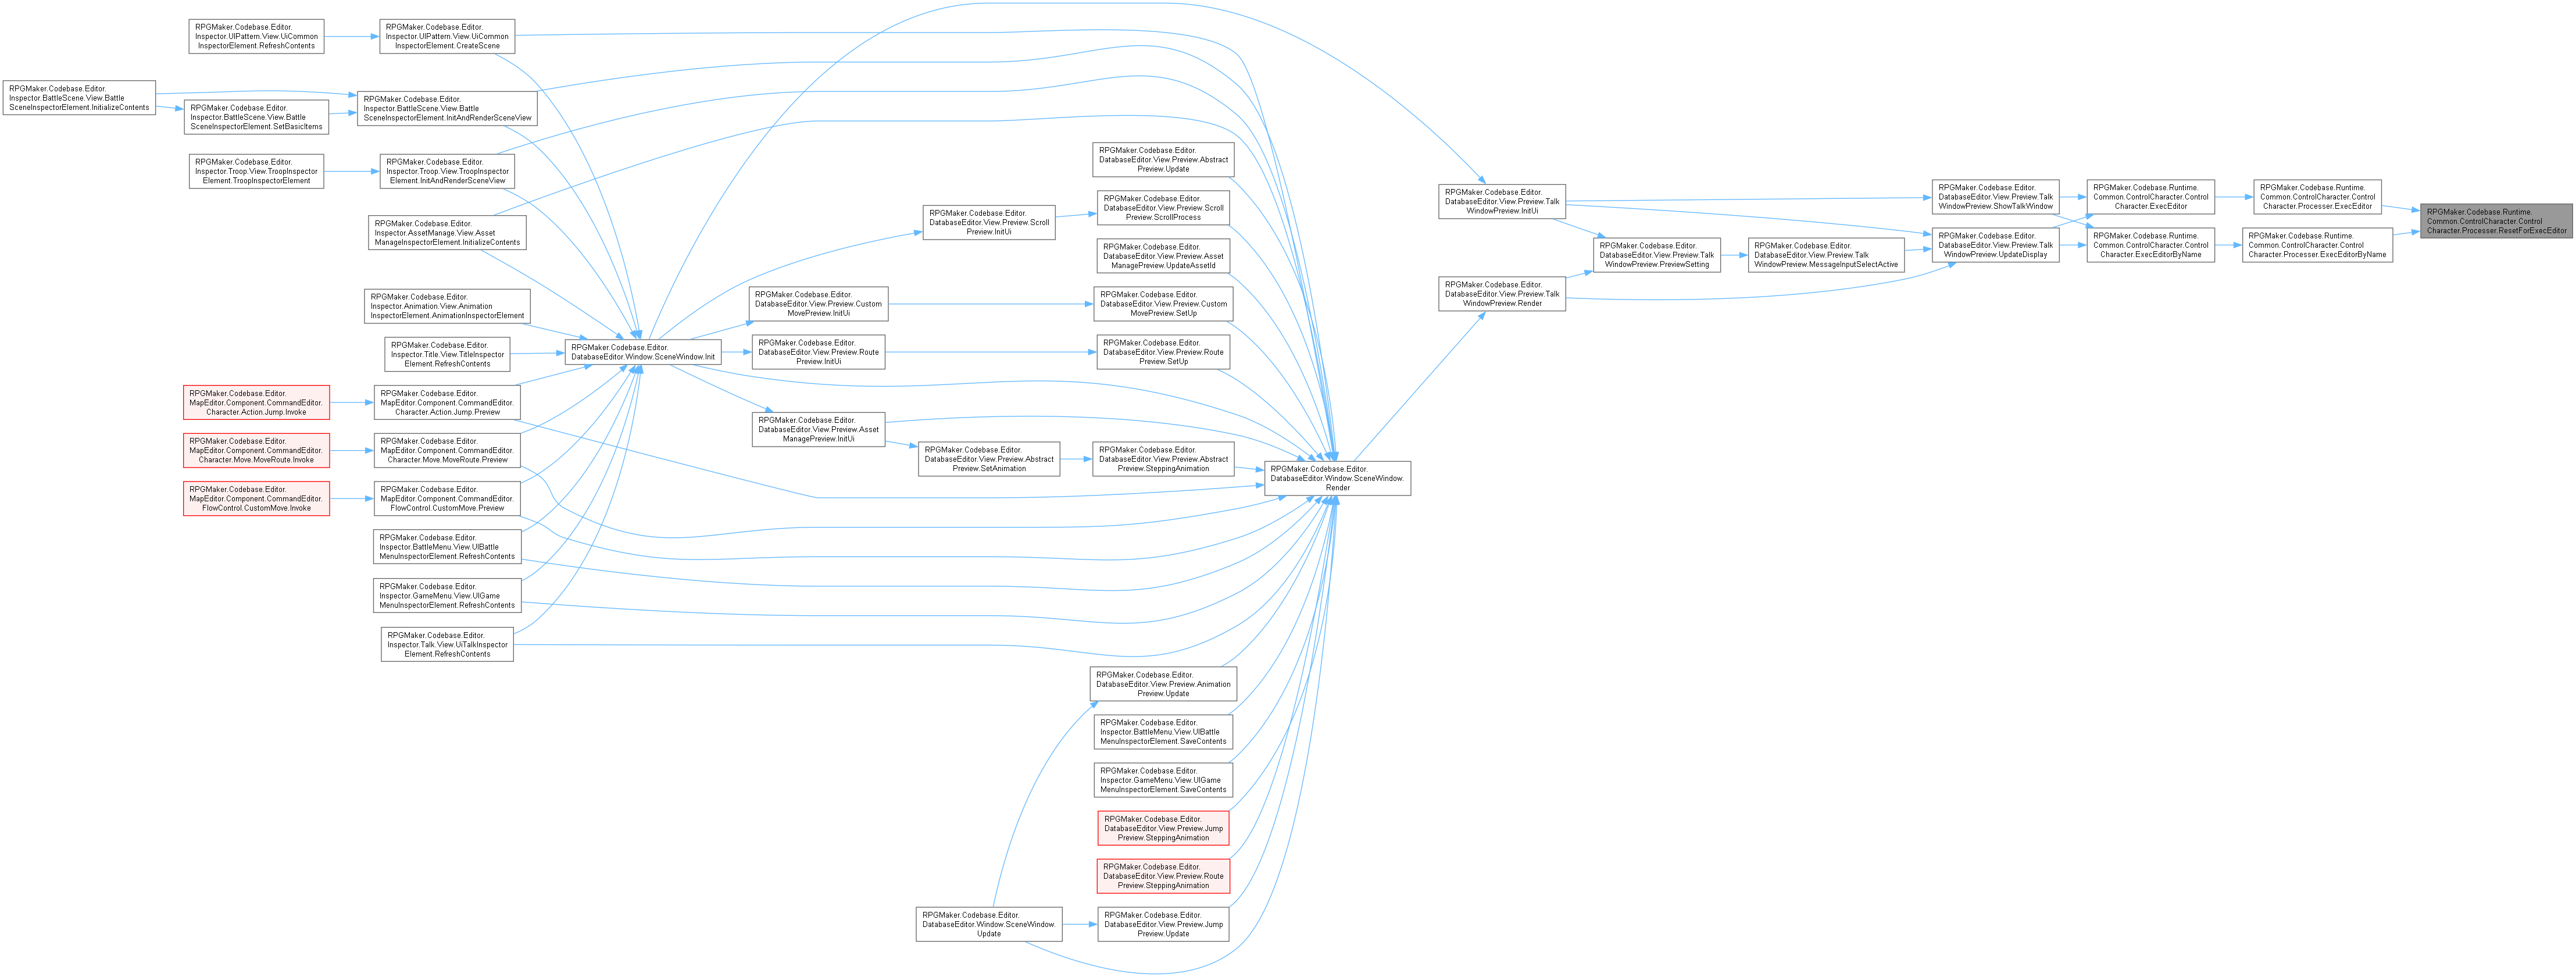 RPGMaker.Codebase.Editor.
Inspector.UIPattern.View.UiCommon
InspectorElement.RefreshContents
RPGMaker.Codebase.Editor.
Inspector.UIPattern.View.UiCommon
InspectorElement.CreateScene
RPGMaker.Codebase.Editor.
Inspector.BattleScene.View.Battle
SceneInspectorElement.InitializeContents
RPGMaker.Codebase.Editor.
Inspector.BattleScene.View.Battle
SceneInspectorElement.SetBasicItems
RPGMaker.Codebase.Editor.
Inspector.BattleScene.View.Battle
SceneInspectorElement.InitAndRenderSceneView
RPGMaker.Codebase.Editor.
Inspector.Troop.View.TroopInspector
Element.TroopInspectorElement
RPGMaker.Codebase.Editor.
Inspector.Troop.View.TroopInspector
Element.InitAndRenderSceneView
RPGMaker.Codebase.Editor.
Inspector.AssetManage.View.Asset
ManageInspectorElement.InitializeContents
RPGMaker.Codebase.Editor.
Inspector.Animation.View.Animation
InspectorElement.AnimationInspectorElement
RPGMaker.Codebase.Editor.
Inspector.Title.View.TitleInspector
Element.RefreshContents
RPGMaker.Codebase.Editor.
MapEditor.Component.CommandEditor.
Character.Action.Jump.Invoke
RPGMaker.Codebase.Editor.
MapEditor.Component.CommandEditor.
Character.Action.Jump.Preview
RPGMaker.Codebase.Editor.
MapEditor.Component.CommandEditor.
Character.Move.MoveRoute.Invoke
RPGMaker.Codebase.Editor.
MapEditor.Component.CommandEditor.
Character.Move.MoveRoute.Preview
RPGMaker.Codebase.Editor.
MapEditor.Component.CommandEditor.
FlowControl.CustomMove.Invoke
RPGMaker.Codebase.Editor.
MapEditor.Component.CommandEditor.
FlowControl.CustomMove.Preview
RPGMaker.Codebase.Editor.
Inspector.BattleMenu.View.UIBattle
MenuInspectorElement.RefreshContents
RPGMaker.Codebase.Editor.
Inspector.GameMenu.View.UIGame
MenuInspectorElement.RefreshContents
RPGMaker.Codebase.Editor.
Inspector.Talk.View.UiTalkInspector
Element.RefreshContents
RPGMaker.Codebase.Editor.
DatabaseEditor.Window.SceneWindow.Init
RPGMaker.Codebase.Editor.
DatabaseEditor.View.Preview.Scroll
Preview.InitUi
RPGMaker.Codebase.Editor.
DatabaseEditor.View.Preview.Custom
MovePreview.InitUi
RPGMaker.Codebase.Editor.
DatabaseEditor.View.Preview.Route
Preview.InitUi
RPGMaker.Codebase.Editor.
DatabaseEditor.View.Preview.Asset
ManagePreview.InitUi
RPGMaker.Codebase.Editor.
DatabaseEditor.View.Preview.Abstract
Preview.SetAnimation
RPGMaker.Codebase.Editor.
DatabaseEditor.View.Preview.Abstract
Preview.Update
RPGMaker.Codebase.Editor.
DatabaseEditor.View.Preview.Scroll
Preview.ScrollProcess
RPGMaker.Codebase.Editor.
DatabaseEditor.View.Preview.Asset
ManagePreview.UpdateAssetId
RPGMaker.Codebase.Editor.
DatabaseEditor.View.Preview.Custom
MovePreview.SetUp
RPGMaker.Codebase.Editor.
DatabaseEditor.View.Preview.Route
Preview.SetUp
RPGMaker.Codebase.Editor.
DatabaseEditor.View.Preview.Abstract
Preview.SteppingAnimation
RPGMaker.Codebase.Editor.
DatabaseEditor.Window.SceneWindow.
Render
RPGMaker.Codebase.Editor.
DatabaseEditor.View.Preview.Animation
Preview.Update
RPGMaker.Codebase.Editor.
Inspector.BattleMenu.View.UIBattle
MenuInspectorElement.SaveContents
RPGMaker.Codebase.Editor.
Inspector.GameMenu.View.UIGame
MenuInspectorElement.SaveContents
RPGMaker.Codebase.Editor.
DatabaseEditor.View.Preview.Jump
Preview.SteppingAnimation
RPGMaker.Codebase.Editor.
DatabaseEditor.View.Preview.Route
Preview.SteppingAnimation
RPGMaker.Codebase.Editor.
DatabaseEditor.Window.SceneWindow.
Update
RPGMaker.Codebase.Editor.
DatabaseEditor.View.Preview.Jump
Preview.Update
RPGMaker.Codebase.Editor.
DatabaseEditor.View.Preview.Talk
WindowPreview.InitUi
RPGMaker.Codebase.Editor.
DatabaseEditor.View.Preview.Talk
WindowPreview.Render
RPGMaker.Codebase.Editor.
DatabaseEditor.View.Preview.Talk
WindowPreview.PreviewSetting
RPGMaker.Codebase.Editor.
DatabaseEditor.View.Preview.Talk
WindowPreview.MessageInputSelectActive
RPGMaker.Codebase.Editor.
DatabaseEditor.View.Preview.Talk
WindowPreview.ShowTalkWindow
RPGMaker.Codebase.Editor.
DatabaseEditor.View.Preview.Talk
WindowPreview.UpdateDisplay
RPGMaker.Codebase.Runtime.
Common.ControlCharacter.Control
Character.ExecEditor
RPGMaker.Codebase.Runtime.
Common.ControlCharacter.Control
Character.ExecEditorByName
RPGMaker.Codebase.Runtime.
Common.ControlCharacter.Control
Character.Processer.ExecEditor
RPGMaker.Codebase.Runtime.
Common.ControlCharacter.Control
Character.Processer.ExecEditorByName
RPGMaker.Codebase.Runtime.
Common.ControlCharacter.Control
Character.Processer.ResetForExecEditor